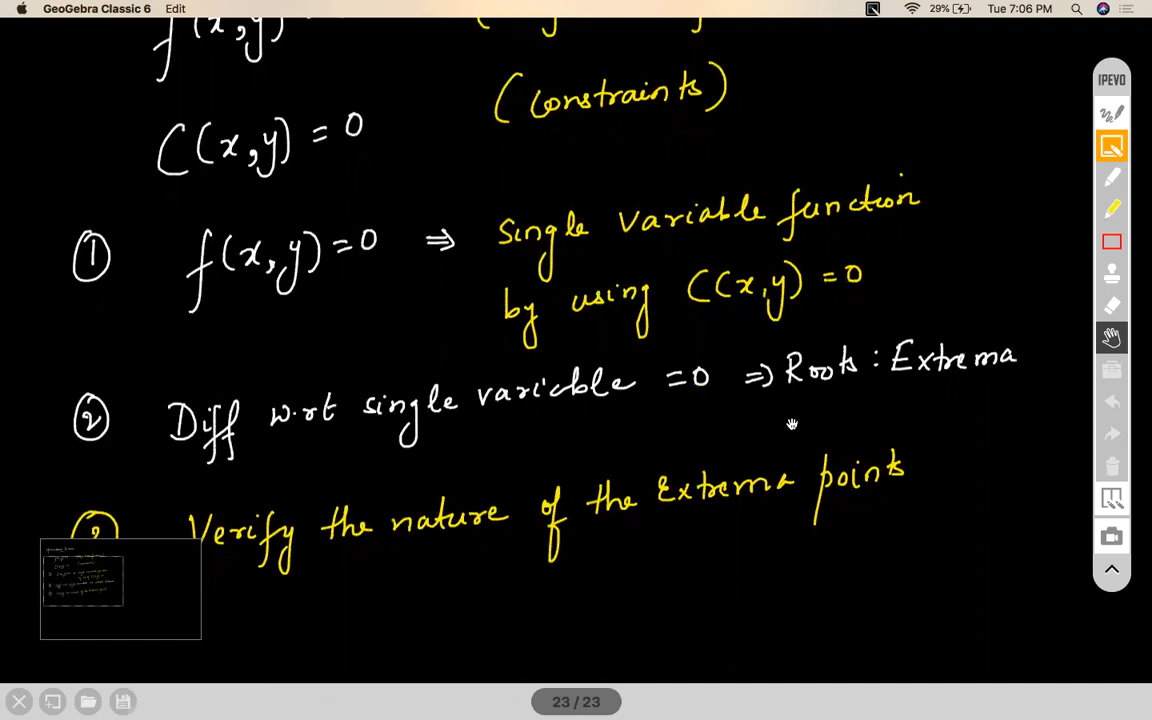 GeoGebra Classic 6 Edit 29% Tue 7:06 PM
f(x,y)
(constraints)
C(x,y) = 0
① f(x,y) = 0 ⇒ Single variable function
by using C(x,y) = 0
② Diff w.r.t single variable = 0 ⇒ Roots : Extrema
Verify the nature of the Extrema points
IPEVO
23 / 23